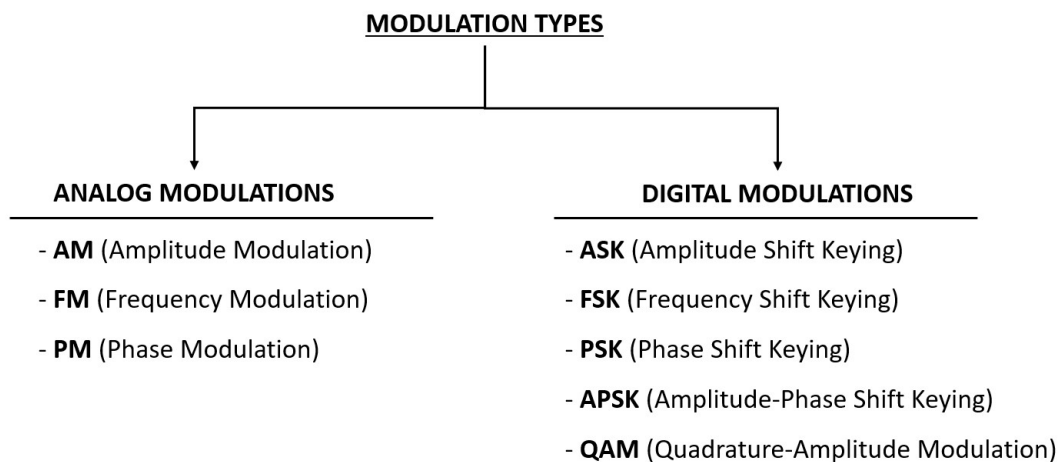 MODULATION TYPES
ANALOG MODULATIONS
- AM (Amplitude Modulation)
- FM (Frequency Modulation)
- PM (Phase Modulation)
DIGITAL MODULATIONS
- ASK (Amplitude Shift Keying)
- FSK (Frequency Shift Keying)
- PSK (Phase Shift Keying)
- APSK (Amplitude-Phase Shift Keying)
- QAM (Quadrature-Amplitude Modulation)